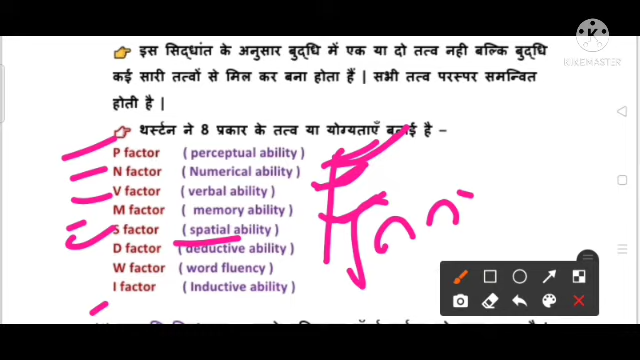 KINEMASTER
इस सिद्धांत के अनुसार बुद्धि में एक या दो तत्व नही बल्कि बुद्धि
कई सारी तत्वों से मिल कर बना होता हैं | सभी तत्व परस्पर समन्वित
होती है |
थर्स्टन ने 8 प्रकार के तत्व या योग्यताएँ बताई है –
P factor ( perceptual ability )
N factor ( Numerical ability )
V factor ( verbal ability )
M factor ( memory ability )
S factor ( spatial ability )
D factor ( deductive ability )
W factor ( word fluency )
I factor ( Inductive ability )